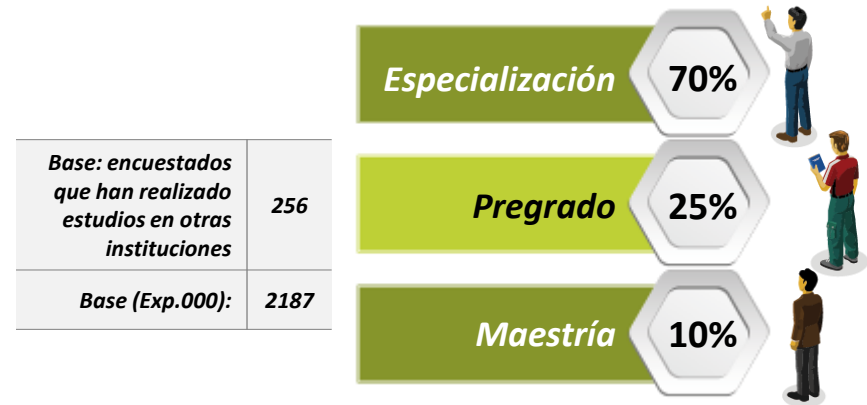 Base: encuestados
que han realizado
estudios en otras
instituciones
256
Base (Exp.000):
2187
Especialización
70%
Pregrado
25%
Maestría
10%